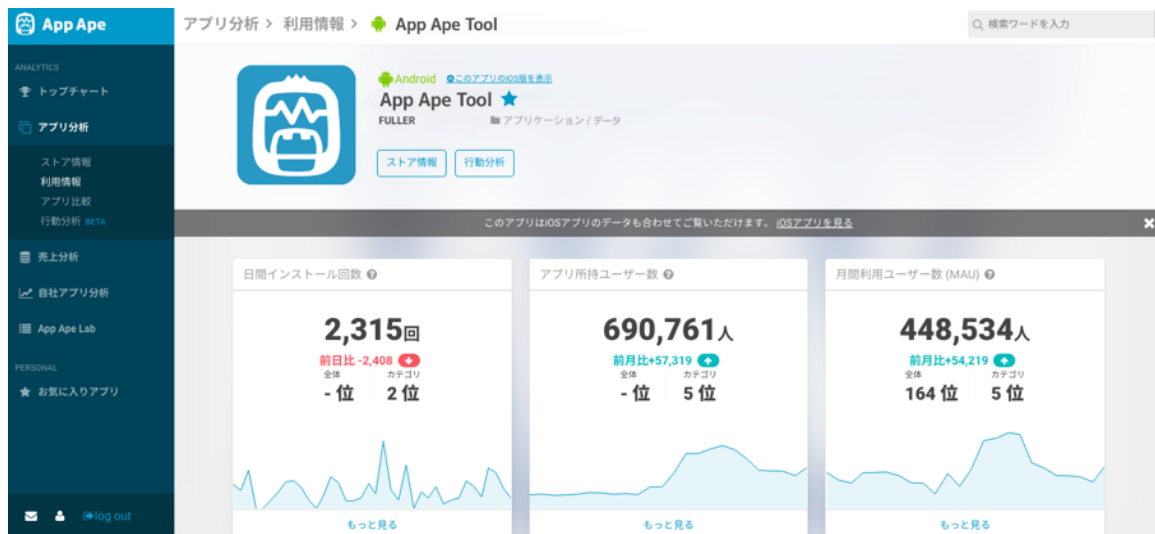 App Ape
アプリ分析 > 利用情報 > App Ape Tool
検索ワードを入力
ANALYTICS
トップチャート
アプリ分析
ストア情報
利用情報
アプリ比較
行動分析 BETA
売上分析
自社アプリ分析
App Ape Lab
PERSONAL
お気に入りアプリ
log out
Android このアプリのiOS版を表示
App Ape Tool
FULLER アプリケーション / データ
ストア情報 行動分析
このアプリはiOSアプリのデータも合わせてご覧いただけます。 iOSアプリを見る
日間インストール回数
2,315回
前日比 -2,408
全体 カテゴリ
- 位 2 位
もっと見る
アプリ所持ユーザー数
690,761人
前月比+57,319
全体 カテゴリ
- 位 5 位
もっと見る
月間利用ユーザー数 (MAU)
448,534人
前月比+54,219
全体 カテゴリ
164 位 5 位
もっと見る